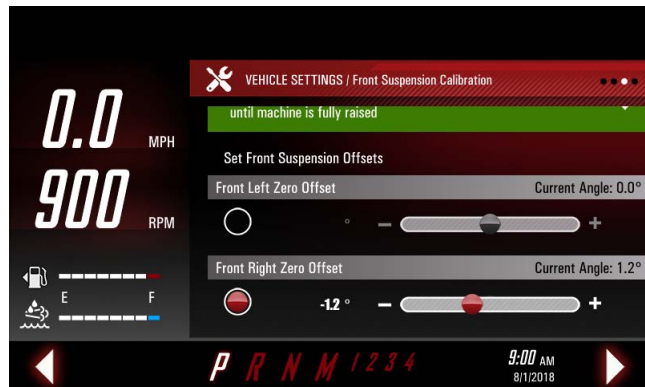 VEHICLE SETTINGS / Front Suspension Calibration
until machine is fully raised
0.0 MPH
Set Front Suspension Offsets
Front Left Zero Offset Current Angle: 0.0°
900 RPM
° - +
Front Right Zero Offset Current Angle: 1.2°
E F
-1.2 ° - +
P R N M 1 2 3 4
9:00 AM
8/1/2018